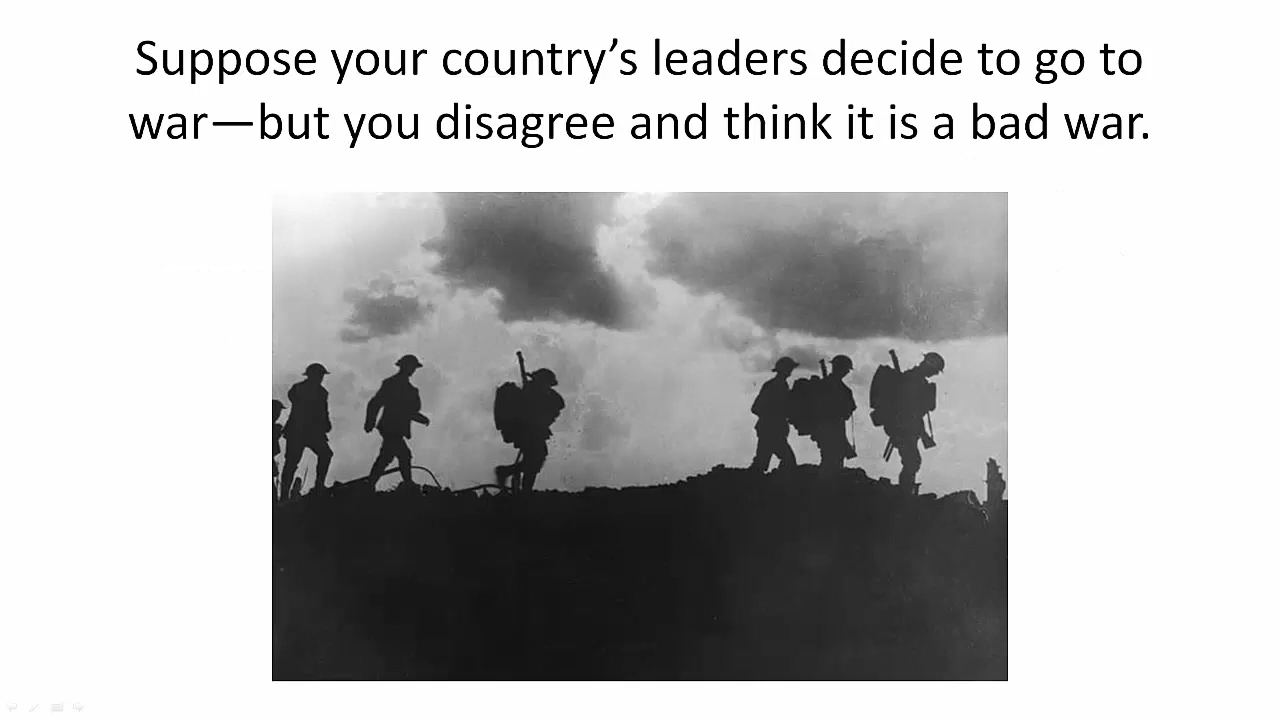 Suppose your country’s leaders decide to go to
war—but you disagree and think it is a bad war.